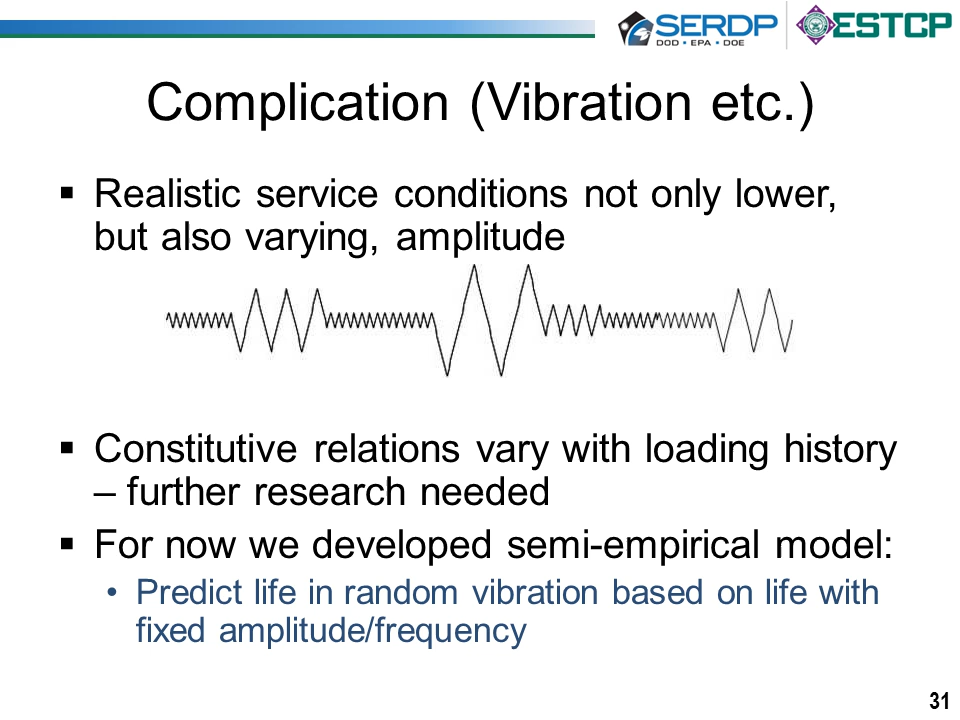 SERDP
DOD • EPA • DOE
ESTCP
Complication (Vibration etc.)
▪ Realistic service conditions not only lower,
but also varying, amplitude
▪ Constitutive relations vary with loading history
– further research needed
▪ For now we developed semi-empirical model:
• Predict life in random vibration based on life with
fixed amplitude/frequency
31